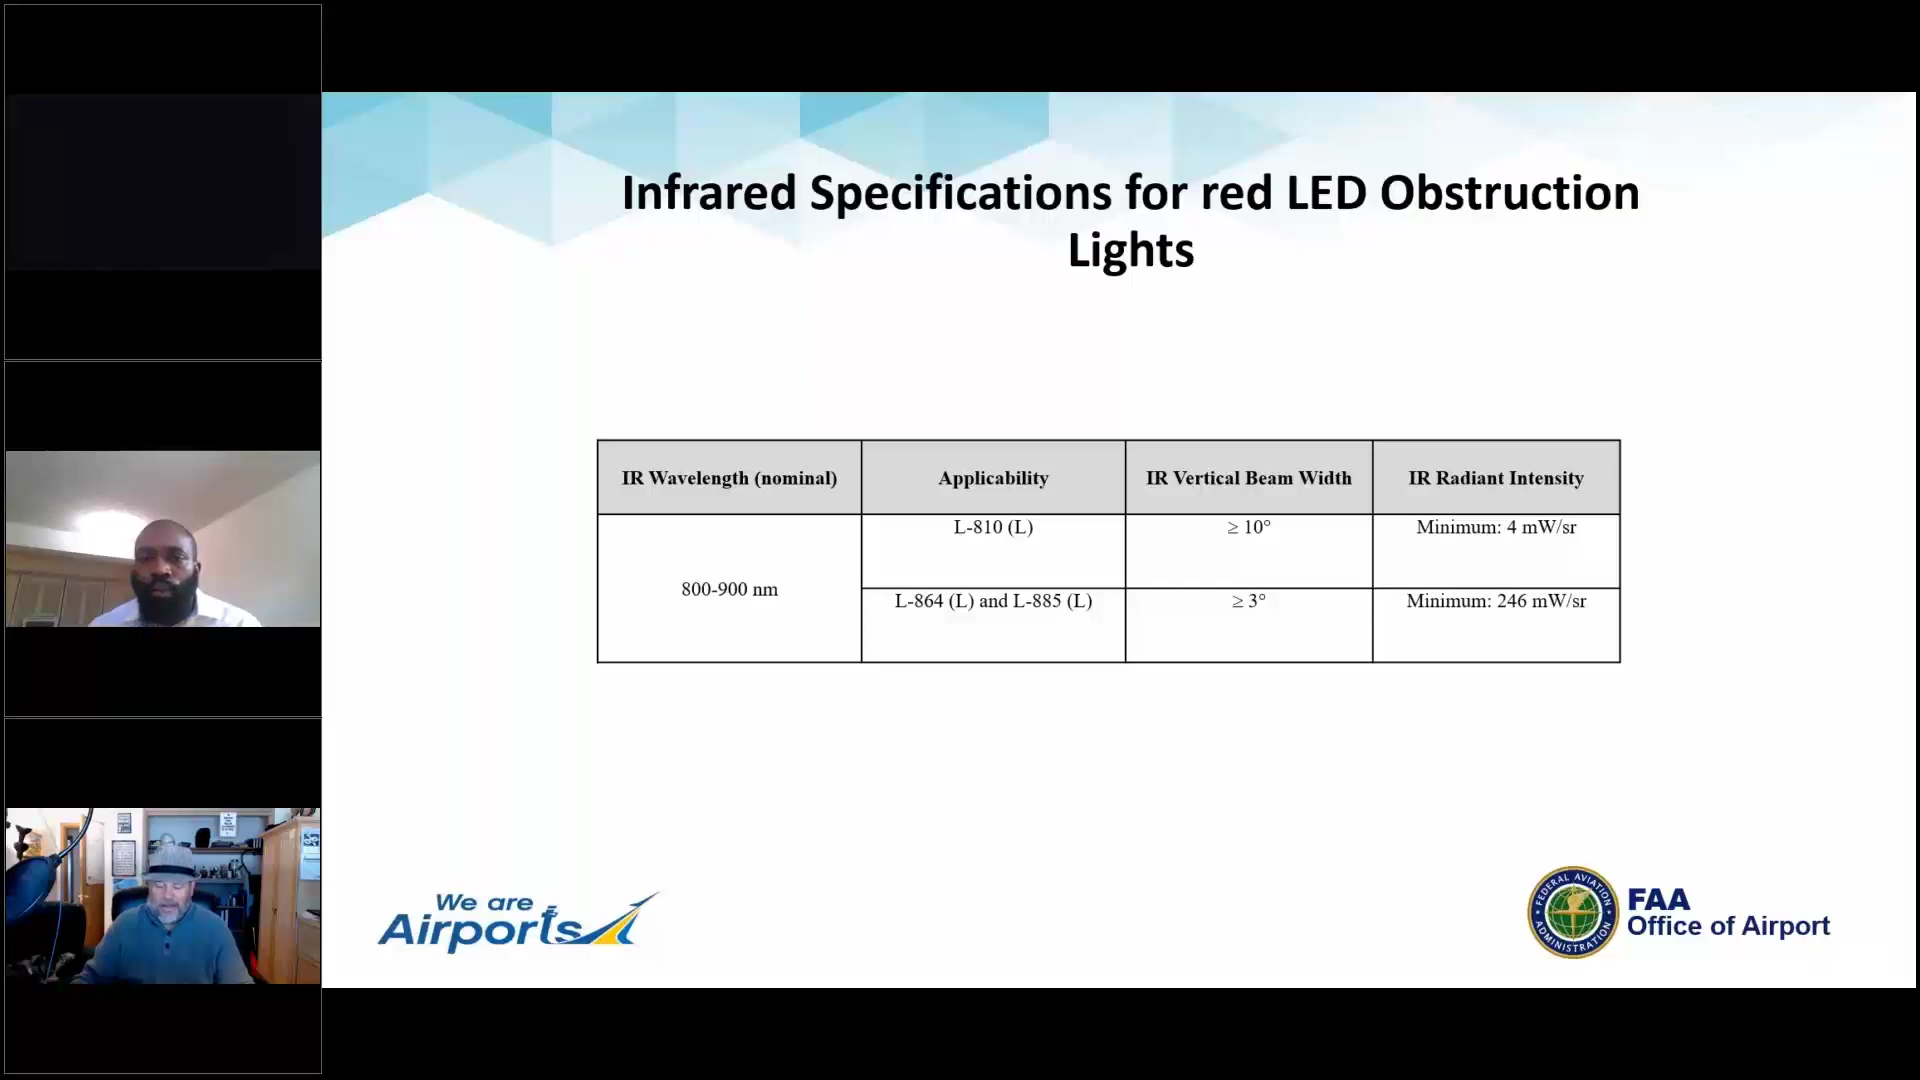 Infrared Specifications for red LED Obstruction
Lights
IR Wavelength (nominal)
Applicability
IR Vertical Beam Width
IR Radiant Intensity
800-900 nm
L-810 (L)
≥ 10°
Minimum: 4 mW/sr
L-864 (L) and L-885 (L)
≥ 3°
Minimum: 246 mW/sr
We are
Airports
FEDERAL AVIATION
ADMINISTRATION
FAA
Office of Airport